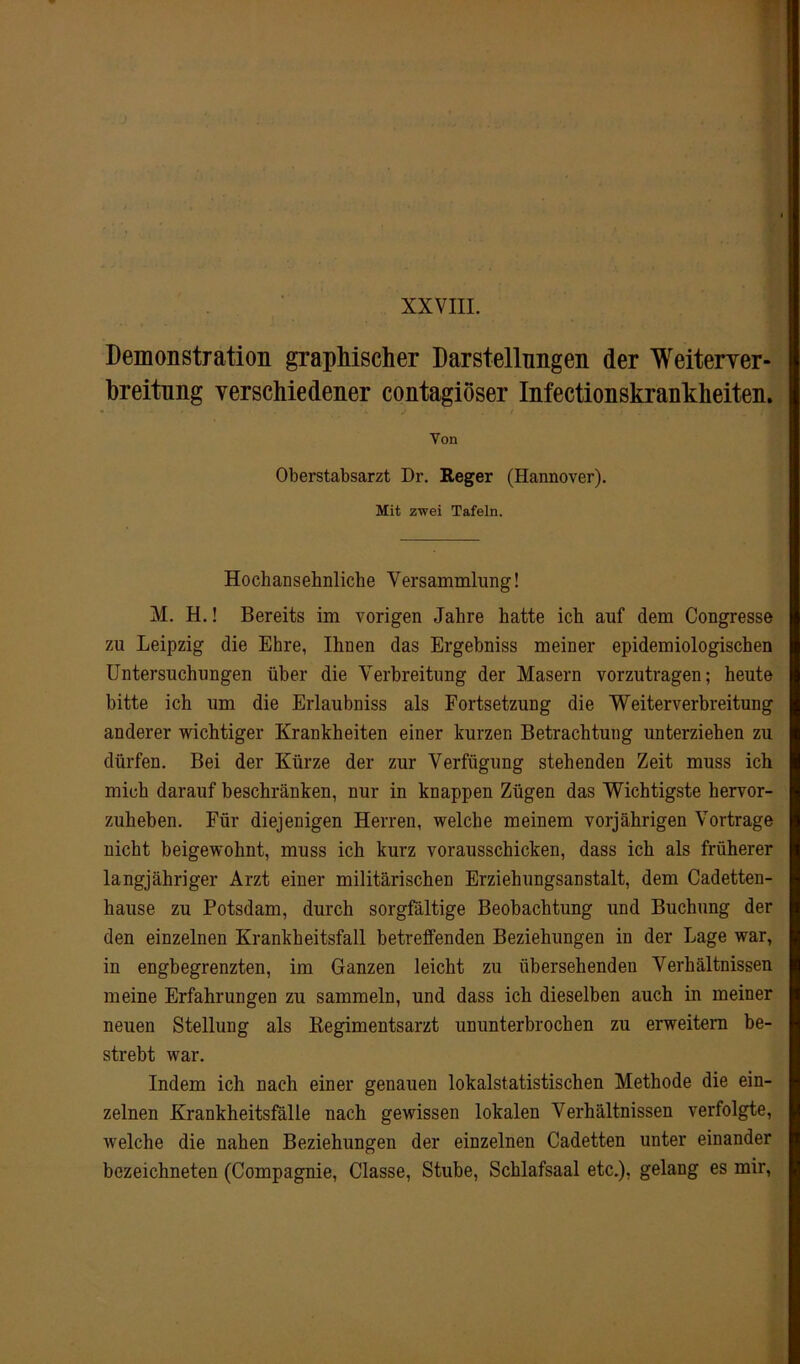 XXVIII.
Demonstration graphischer Darstellungen der Weiterver-
breitung verschiedener contagiöser Infectionskrankheiten.
Von
Oberstabsarzt Dr. Reger (Hannover).
Mit zwei Tafeln.
Hochansehnliche Versammlung!
M. H.! Bereits im vorigen Jahre hatte ich auf dem Congresse
zu Leipzig die Ehre, Ihnen das Ergebniss meiner epidemiologischen
Untersuchungen über die Verbreitung der Masern vorzutragen; heute
bitte ich um die Erlaubniss als Fortsetzung die Weiterverbreitung
anderer wichtiger Krankheiten einer kurzen Betrachtung unterziehen zu
dürfen. Bei der Kürze der zur Verfügung stehenden Zeit muss ich
mich darauf beschränken, nur in knappen Zügen das Wichtigste hervor-
zuheben. Für diejenigen Herren, welche meinem vorjährigen Vortrage
nicht beigewohnt, muss ich kurz vorausschicken, dass ich als früherer
langjähriger Arzt einer militärischen Erziehungsanstalt, dem Cadetten-
hause zu Potsdam, durch sorgfältige Beobachtung und Buchung der
den einzelnen Krankheitsfall betreffenden Beziehungen in der Lage war,
in engbegrenzten, im Ganzen leicht zu übersehenden Verhältnissen
meine Erfahrungen zu sammeln, und dass ich dieselben auch in meiner
neuen Stellung als Regimentsarzt ununterbrochen zu erweitern be-
strebt war.
Indem ich nach einer genauen lokalstatistischen Methode die ein-
zelnen Krankheitsfälle nach gewissen lokalen Verhältnissen verfolgte,
welche die nahen Beziehungen der einzelnen Cadetten unter einander
bezeichneten (Compagnie, Classe, Stube, Schlafsaal etc.), gelang es mir,